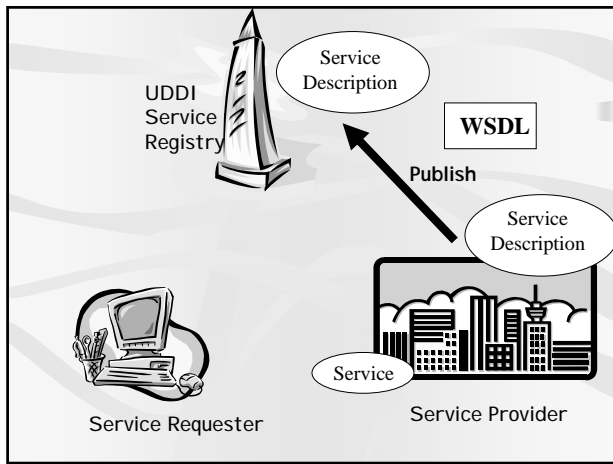 Service
Description
UDDI
Service
Registry
WSDL
Publish
Service
Description
Service
Service Requester
Service Provider